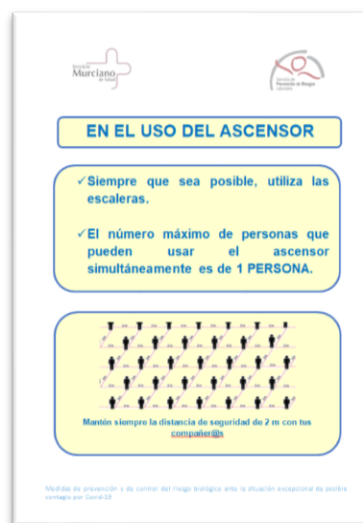 Murciano
EN EL USO DEL ASCENSOR
✓Siempre que sea posible, utiliza las
escaleras.
✓El número máximo de personas que
pueden usar el ascensor
simultáneamente es de 1 PERSONA.
Mantén siempre la distancia de seguridad de 2 m con tus
compañer@s
Medidas de prevención y de control del riesgo biológico ante la situación excepcional de posible
contagio por Covid-19